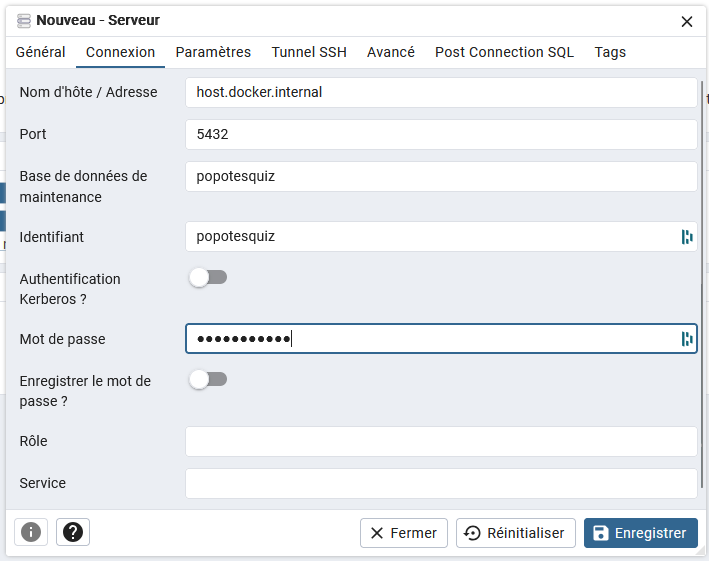 Nouveau - Serveur
Général Connexion Paramètres Tunnel SSH Avancé Post Connection SQL Tags
Nom d'hôte / Adresse host.docker.internal
Port 5432
Base de données de maintenance popotesquiz
Identifiant popotesquiz
Authentification Kerberos ?
Mot de passe •••••••••••
Enregistrer le mot de passe ?
Rôle
Service
Fermer Réinitialiser Enregistrer